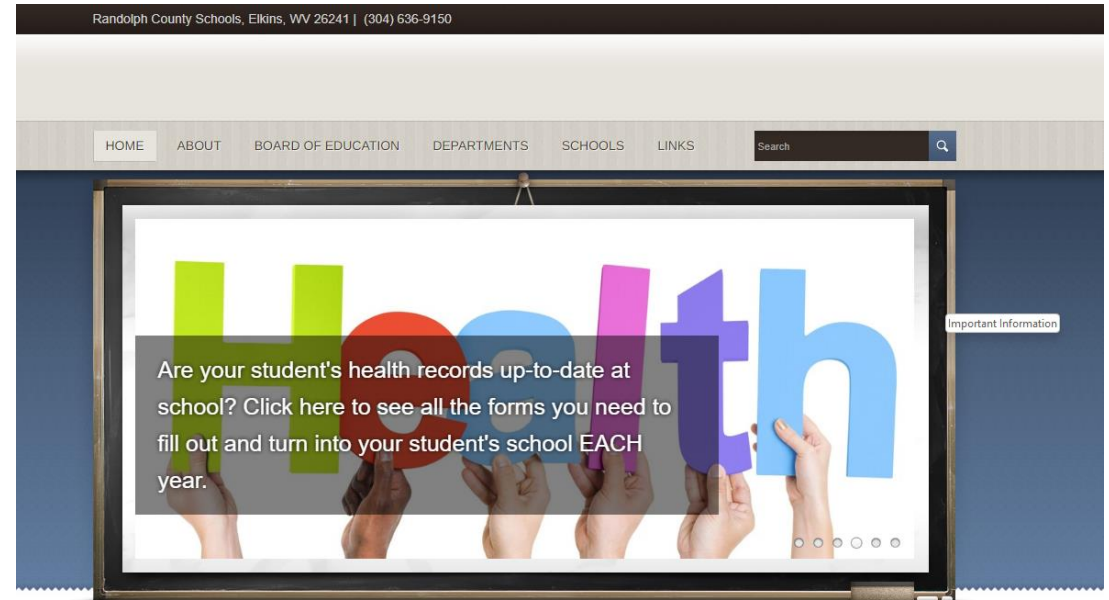 Randolph County Schools, Elkins, WV 26241 | (304) 636-9150
HOME ABOUT BOARD OF EDUCATION DEPARTMENTS SCHOOLS LINKS Search
Health
Important Information
Are your student's health records up-to-date at
school? Click here to see all the forms you need to
fill out and turn into your student's school EACH
year.